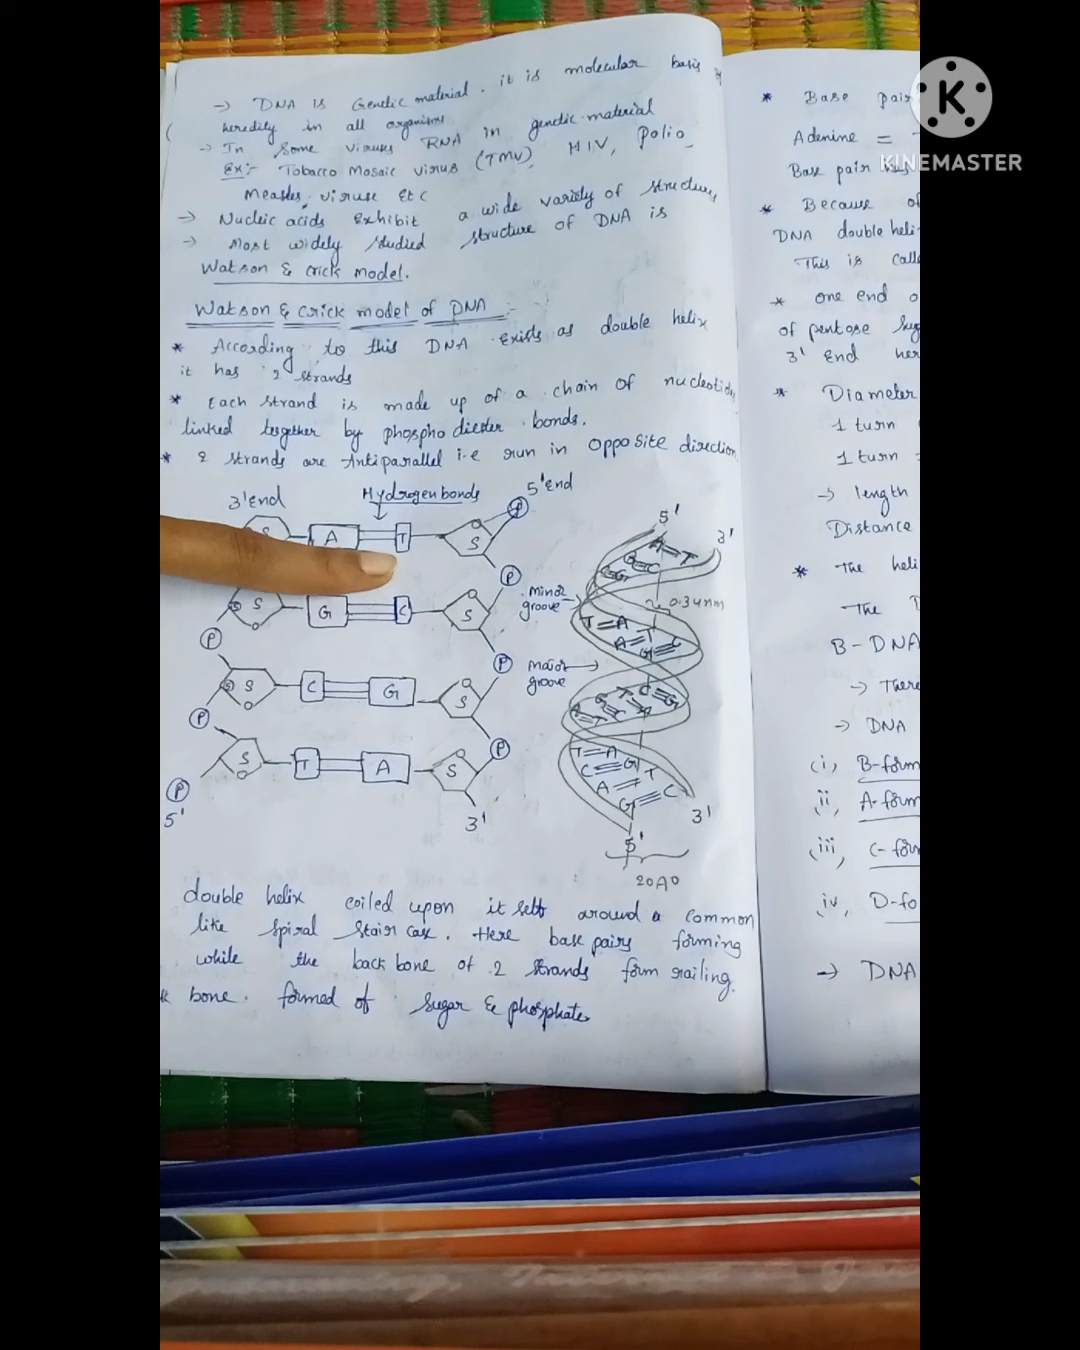 → DNA is Genetic material. it is molecular basis of
heredity in all organisms
→ In some viruses RNA in genetic material
Ex:- Tobacco Mosaic virus (TMV), HIV, Polio,
Measles viruse Etc
→ Nucleic acids Exhibit a wide variety of structures
→ Most widely studied structure of DNA is
Watson & crick model.
Watson & crick model of DNA :-
* According to this DNA Exists as double helix
it has 2 strands
* Each strand is made up of a chain of nucleotide
linked together by phospho diester bonds.
* 2 strands are Antiparallel i.e run in opposite direction
3' End
Hydrogen bonds
5' End
A T S P
P
S G C S
P
P
S C G S
P
P
S T A S
P
5'
3'
5'
3'
A=T
G≡C
0.34nm
minor
groove
T=A
A=T
G≡C
major
groove
C≡G
T=A
C≡G
A=T
G≡C
3'
5'
20A°
double helix coiled upon it self around a common
like spiral stair case. Here base pairs forming
while the back bone of 2 strands form railing.
k bone. formed of sugar & phosphate
* Base pair
Adenine =
Base pair
* Because of
DNA double heli
This is calle
* one end o
of pentose sug
3' End her
* Diameter
1 turn
1 turn =
→ length
Distance
* The heli
The D
B-DNA
→ There
→ DNA
(i) B-form
ii, A-form
iii, C-for
iv, D-fo
→ DNA
K
KINEMASTER